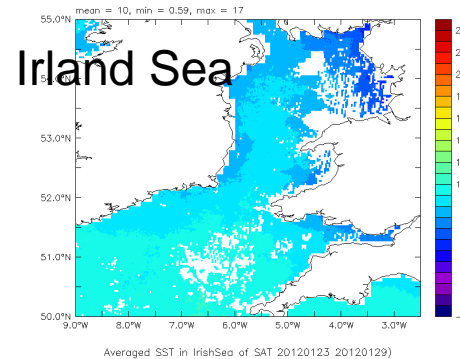 mean = 10, min = 0.59, max = 17
55.0°N
Irland Sea
53.0°N
52.0°N
51.0°N
50.0°N
9.0°W 8.0°W 7.0°W 6.0°W 5.0°W 4.0°W 3.0°W
Averaged SST in IrishSea of SAT 20120123 20120129)